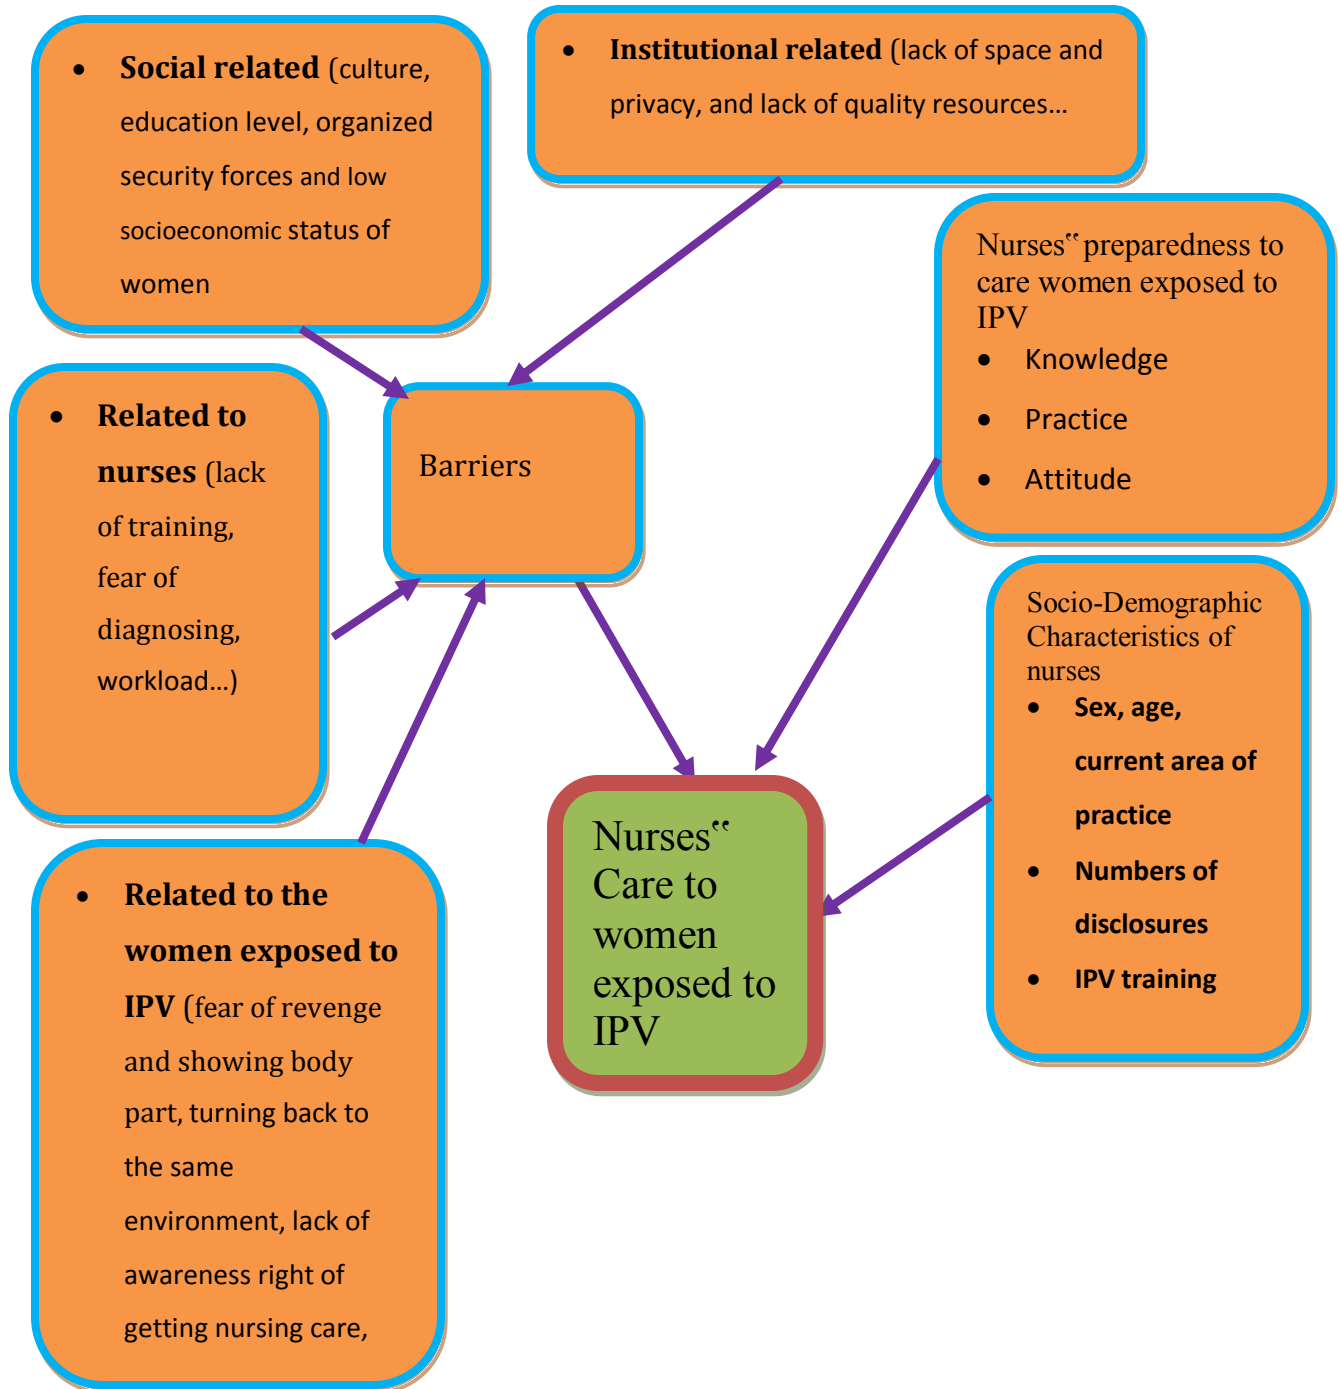 • Social related (culture,
education level, organized
security forces and low
socioeconomic status of
women
• Institutional related (lack of space and
privacy, and lack of quality resources…
Nurses‟ preparedness to
care women exposed to
IPV
• Knowledge
• Practice
• Attitude
• Related to
nurses (lack
of training,
fear of
diagnosing,
workload…)
Barriers
Socio-Demographic
Characteristics of
nurses
• Sex, age,
current area of
practice
• Numbers of
disclosures
• IPV training
Nurses‟
Care to
women
exposed to
IPV
• Related to the
women exposed to
IPV (fear of revenge
and showing body
part, turning back to
the same
environment, lack of
awareness right of
getting nursing care,